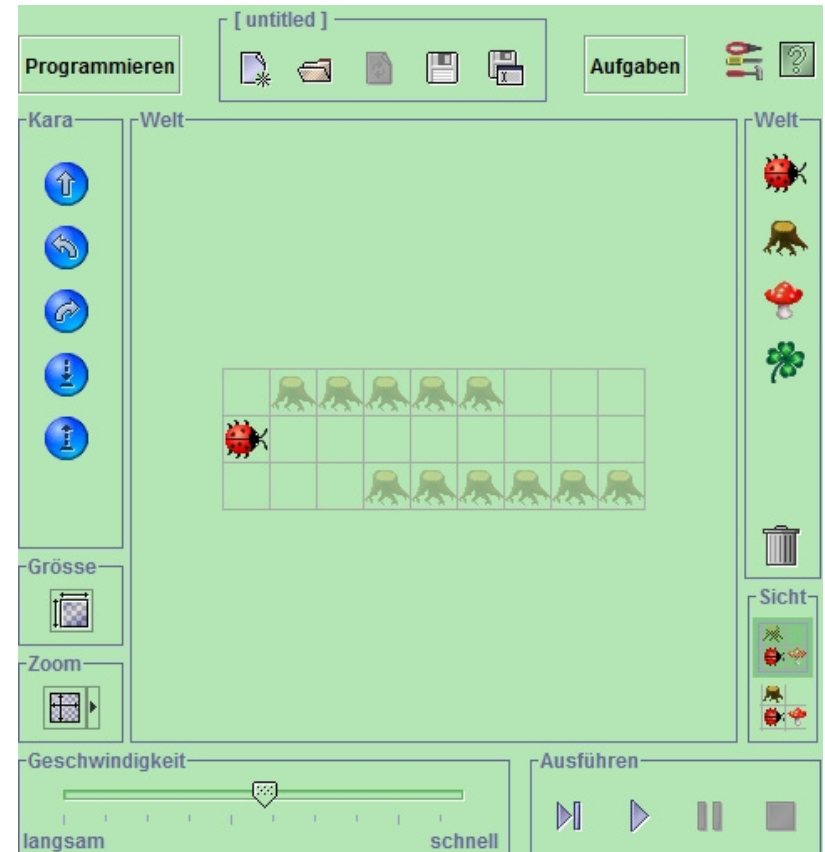 [ untitled ]
Programmieren
Aufgaben
Kara
Welt
Welt
Grösse
Sicht
Zoom
Geschwindigkeit
Ausführen
langsam
schnell